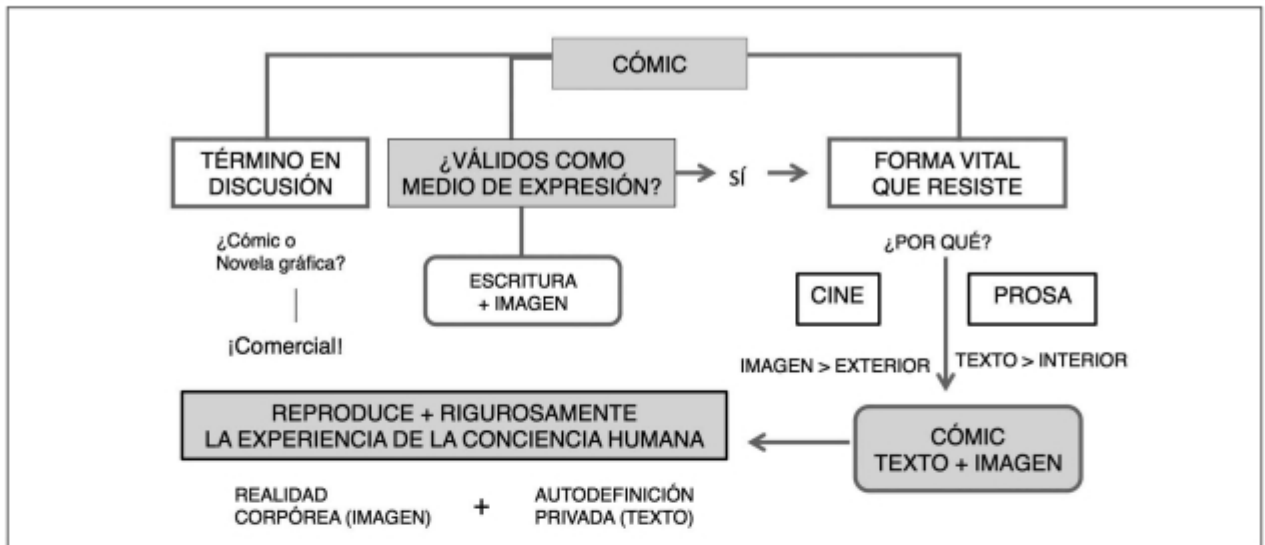 CÓMIC
TÉRMINO EN
DISCUSIÓN
¿VÁLIDOS COMO
MEDIO DE EXPRESIÓN?
SÍ
FORMA VITAL
QUE RESISTE
¿Cómic o
Novela gráfica?
¡Comercial!
ESCRITURA
+ IMAGEN
¿POR QUÉ?
CINE
PROSA
IMAGEN > EXTERIOR
TEXTO > INTERIOR
CÓMIC
TEXTO + IMAGEN
REPRODUCE + RIGUROSAMENTE
LA EXPERIENCIA DE LA CONCIENCIA HUMANA
REALIDAD
CORPÓREA (IMAGEN)
+
AUTODEFINICIÓN
PRIVADA (TEXTO)